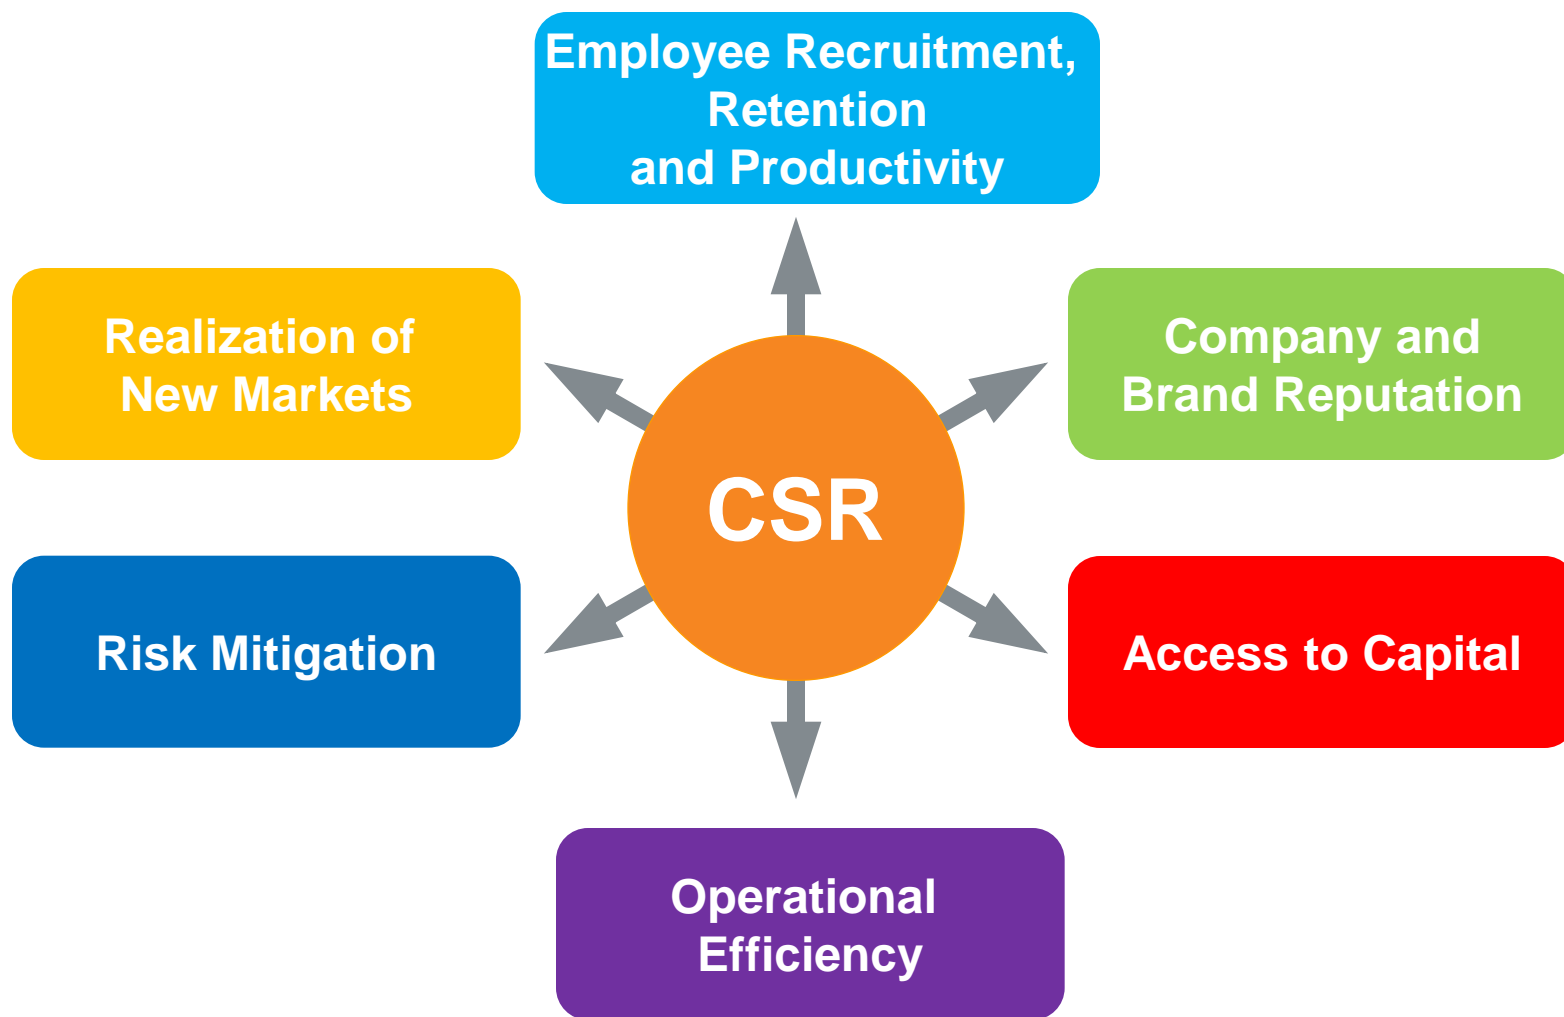 Employee Recruitment,
Retention
and Productivity
Realization of
New Markets
Company and
Brand Reputation
CSR
Risk Mitigation
Access to Capital
Operational
Efficiency